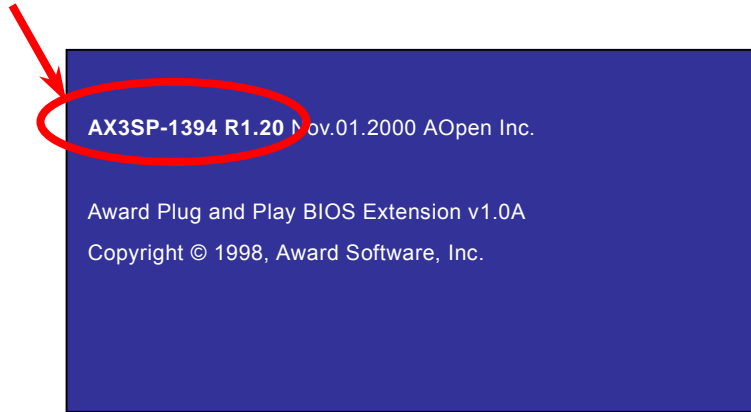 AX3SP-1394 R1.20 Nov.01.2000 AOpen Inc.
Award Plug and Play BIOS Extension v1.0A
Copyright © 1998, Award Software, Inc.